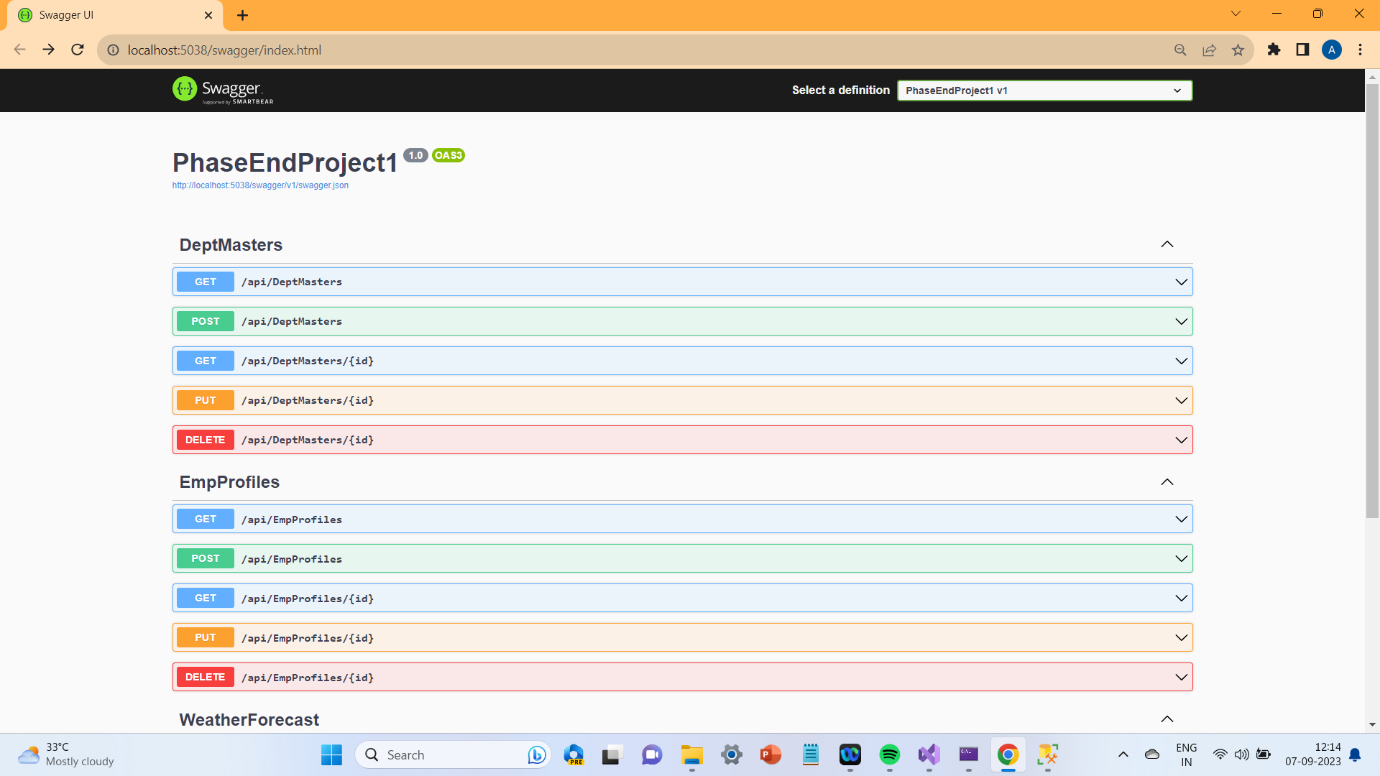 Swagger UI
localhost:5038/swagger/index.html
A
Swagger
Supported by SMARTBEAR
Select a definition
PhaseEndProject1 v1
PhaseEndProject1 1.0 OAS3
http://localhost:5038/swagger/v1/swagger.json
DeptMasters
GET /api/DeptMasters
POST /api/DeptMasters
GET /api/DeptMasters/{id}
PUT /api/DeptMasters/{id}
DELETE /api/DeptMasters/{id}
EmpProfiles
GET /api/EmpProfiles
POST /api/EmpProfiles
GET /api/EmpProfiles/{id}
PUT /api/EmpProfiles/{id}
DELETE /api/EmpProfiles/{id}
WeatherForecast
33°C
Mostly cloudy
Search
PRE
ENG
IN
12:14
07-09-2023